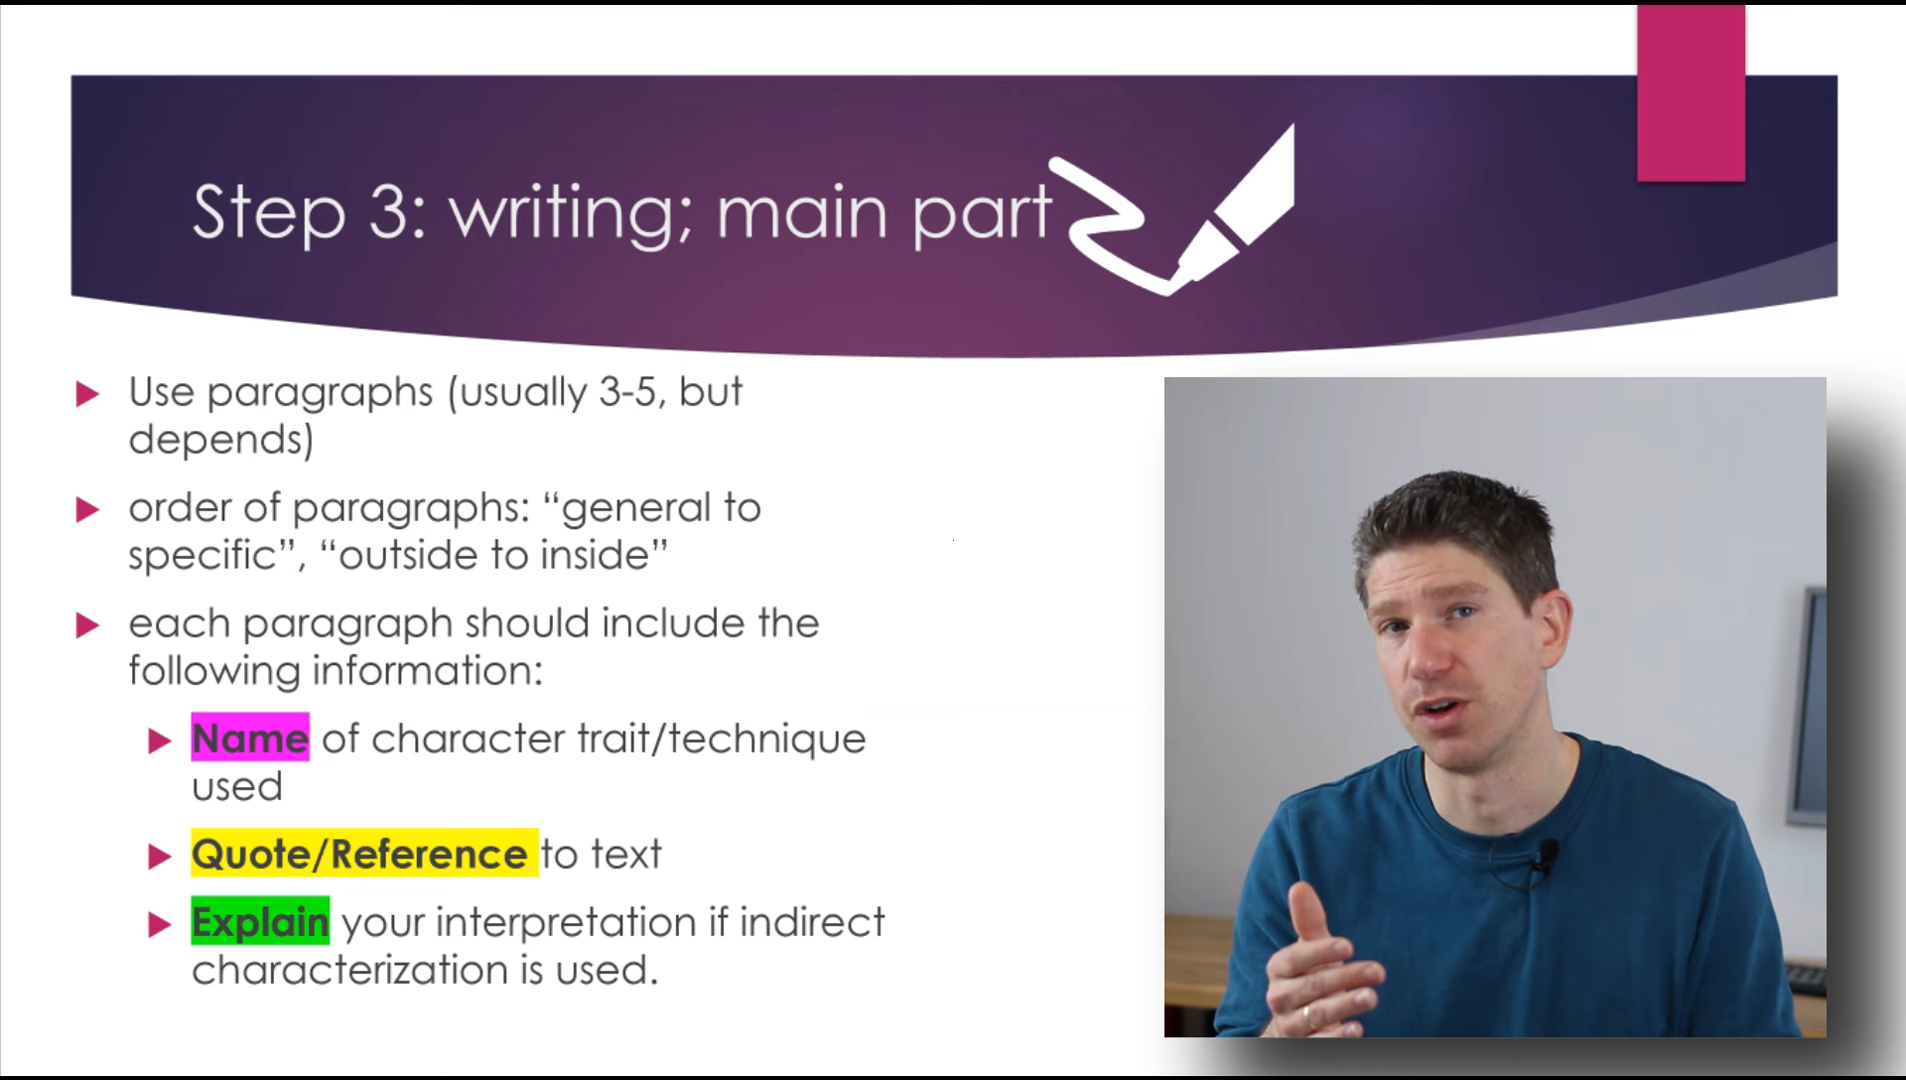 Step 3: writing; main part
Use paragraphs (usually 3-5, but
depends)
order of paragraphs: “general to
specific”, “outside to inside”
each paragraph should include the
following information:
Name of character trait/technique
used
Quote/Reference to text
Explain your interpretation if indirect
characterization is used.